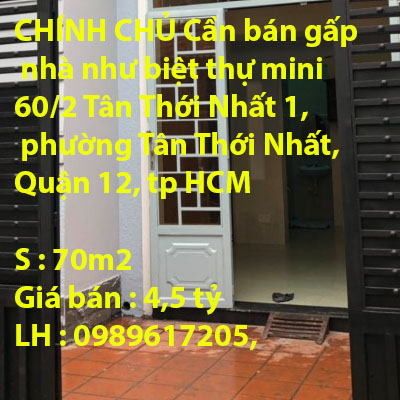 CHÍNH CHỦ Cần bán gấp
nhà như biệt thự mini
60/2 Tân Thới Nhất 1,
phường Tân Thới Nhất,
Quận 12, tp HCM
S : 70m2
Giá bán : 4,5 tỷ
LH : 0989617205,